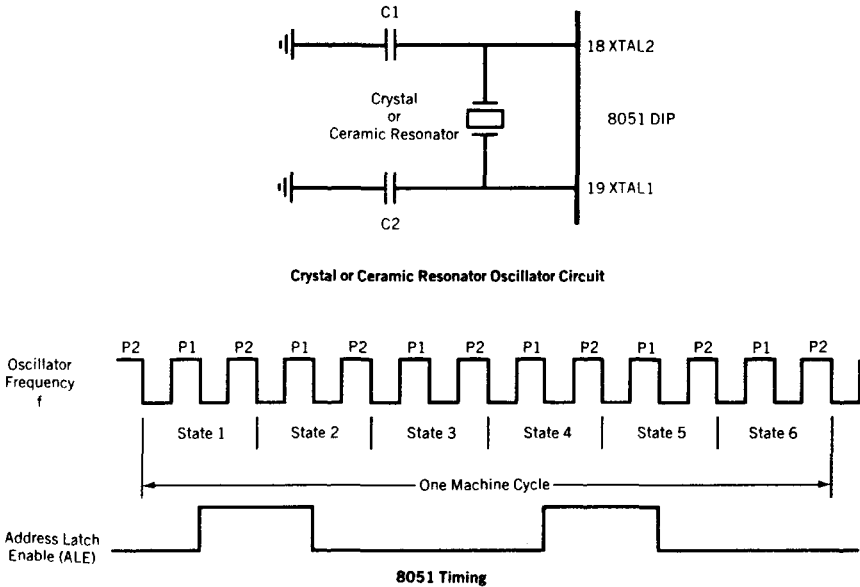 C1
18 XTAL2
Crystal
or
Ceramic Resonator
8051 DIP
19 XTAL1
C2
Crystal or Ceramic Resonator Oscillator Circuit
P2 P1 P2 P1 P2 P1 P2 P1 P2 P1 P2 P1 P2
Oscillator
Frequency
f
State 1 State 2 State 3 State 4 State 5 State 6
One Machine Cycle
Address Latch
Enable (ALE)
8051 Timing